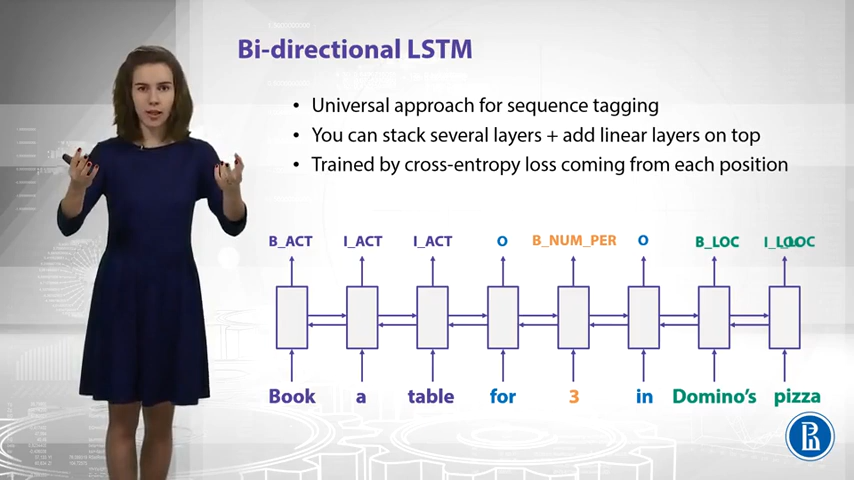 Bi-directional LSTM
• Universal approach for sequence tagging
• You can stack several layers + add linear layers on top
• Trained by cross-entropy loss coming from each position
B_ACT I_ACT I_ACT O B_NUM_PER O B_LOC I_LOC
Book a table for 3 in Domino's pizza